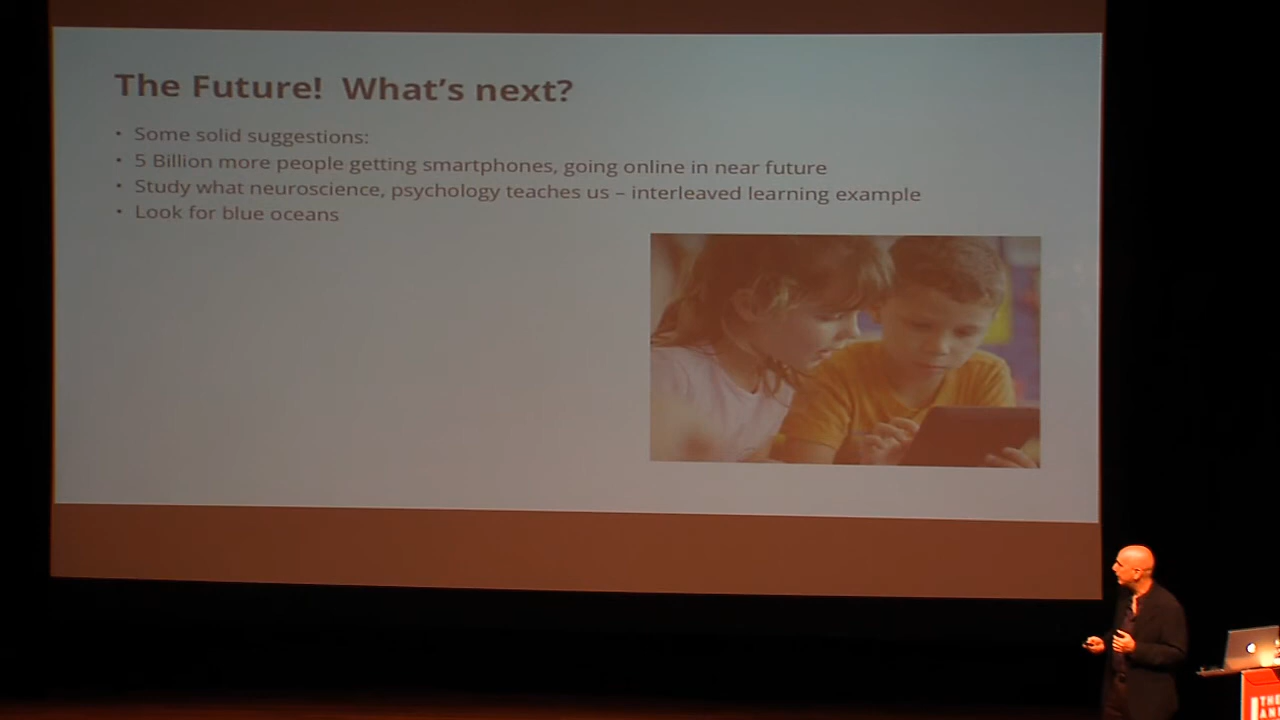 The Future! What's next?
• Some solid suggestions:
• 5 Billion more people getting smartphones, going online in near future
• Study what neuroscience, psychology teaches us – interleaved learning example
• Look for blue oceans
THE